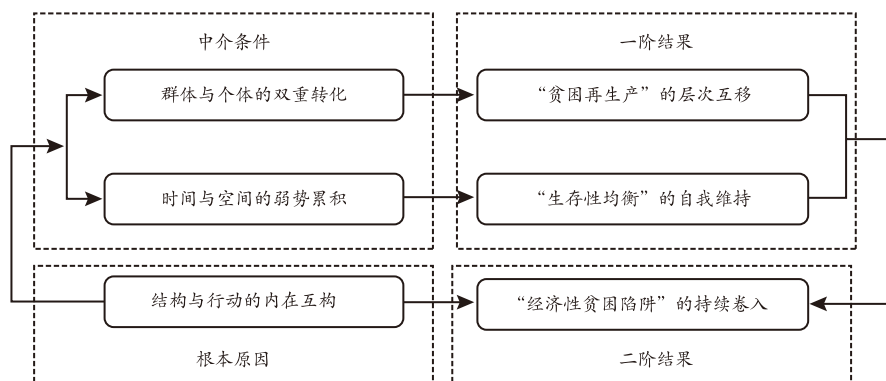 中介条件
一阶结果
群体与个体的双重转化
“贫困再生产”的层次互移
时间与空间的弱势累积
“生存性均衡”的自我维持
结构与行动的内在互构
“经济性贫困陷阱”的持续卷入
根本原因
二阶结果